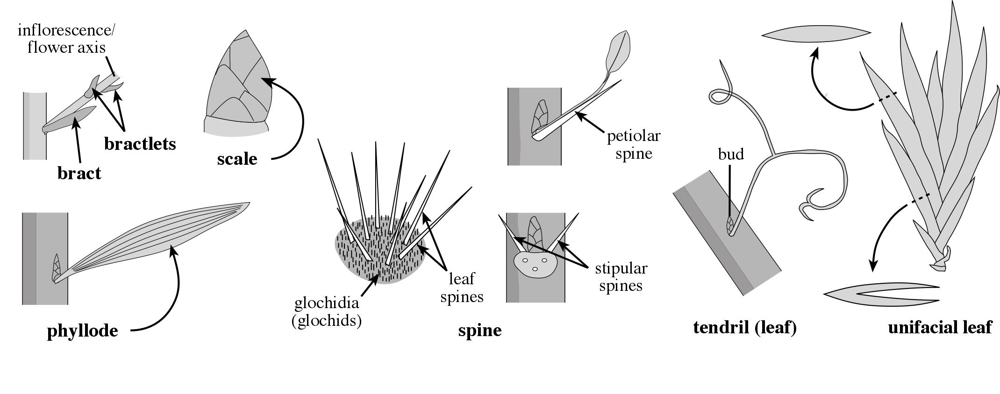 inflorescence/
flower axis
bractlets
bract
scale
phyllode
glochidia
(glochids)
leaf
spines
spine
petiolar
spine
stipular
spines
bud
tendril (leaf)
unifacial leaf